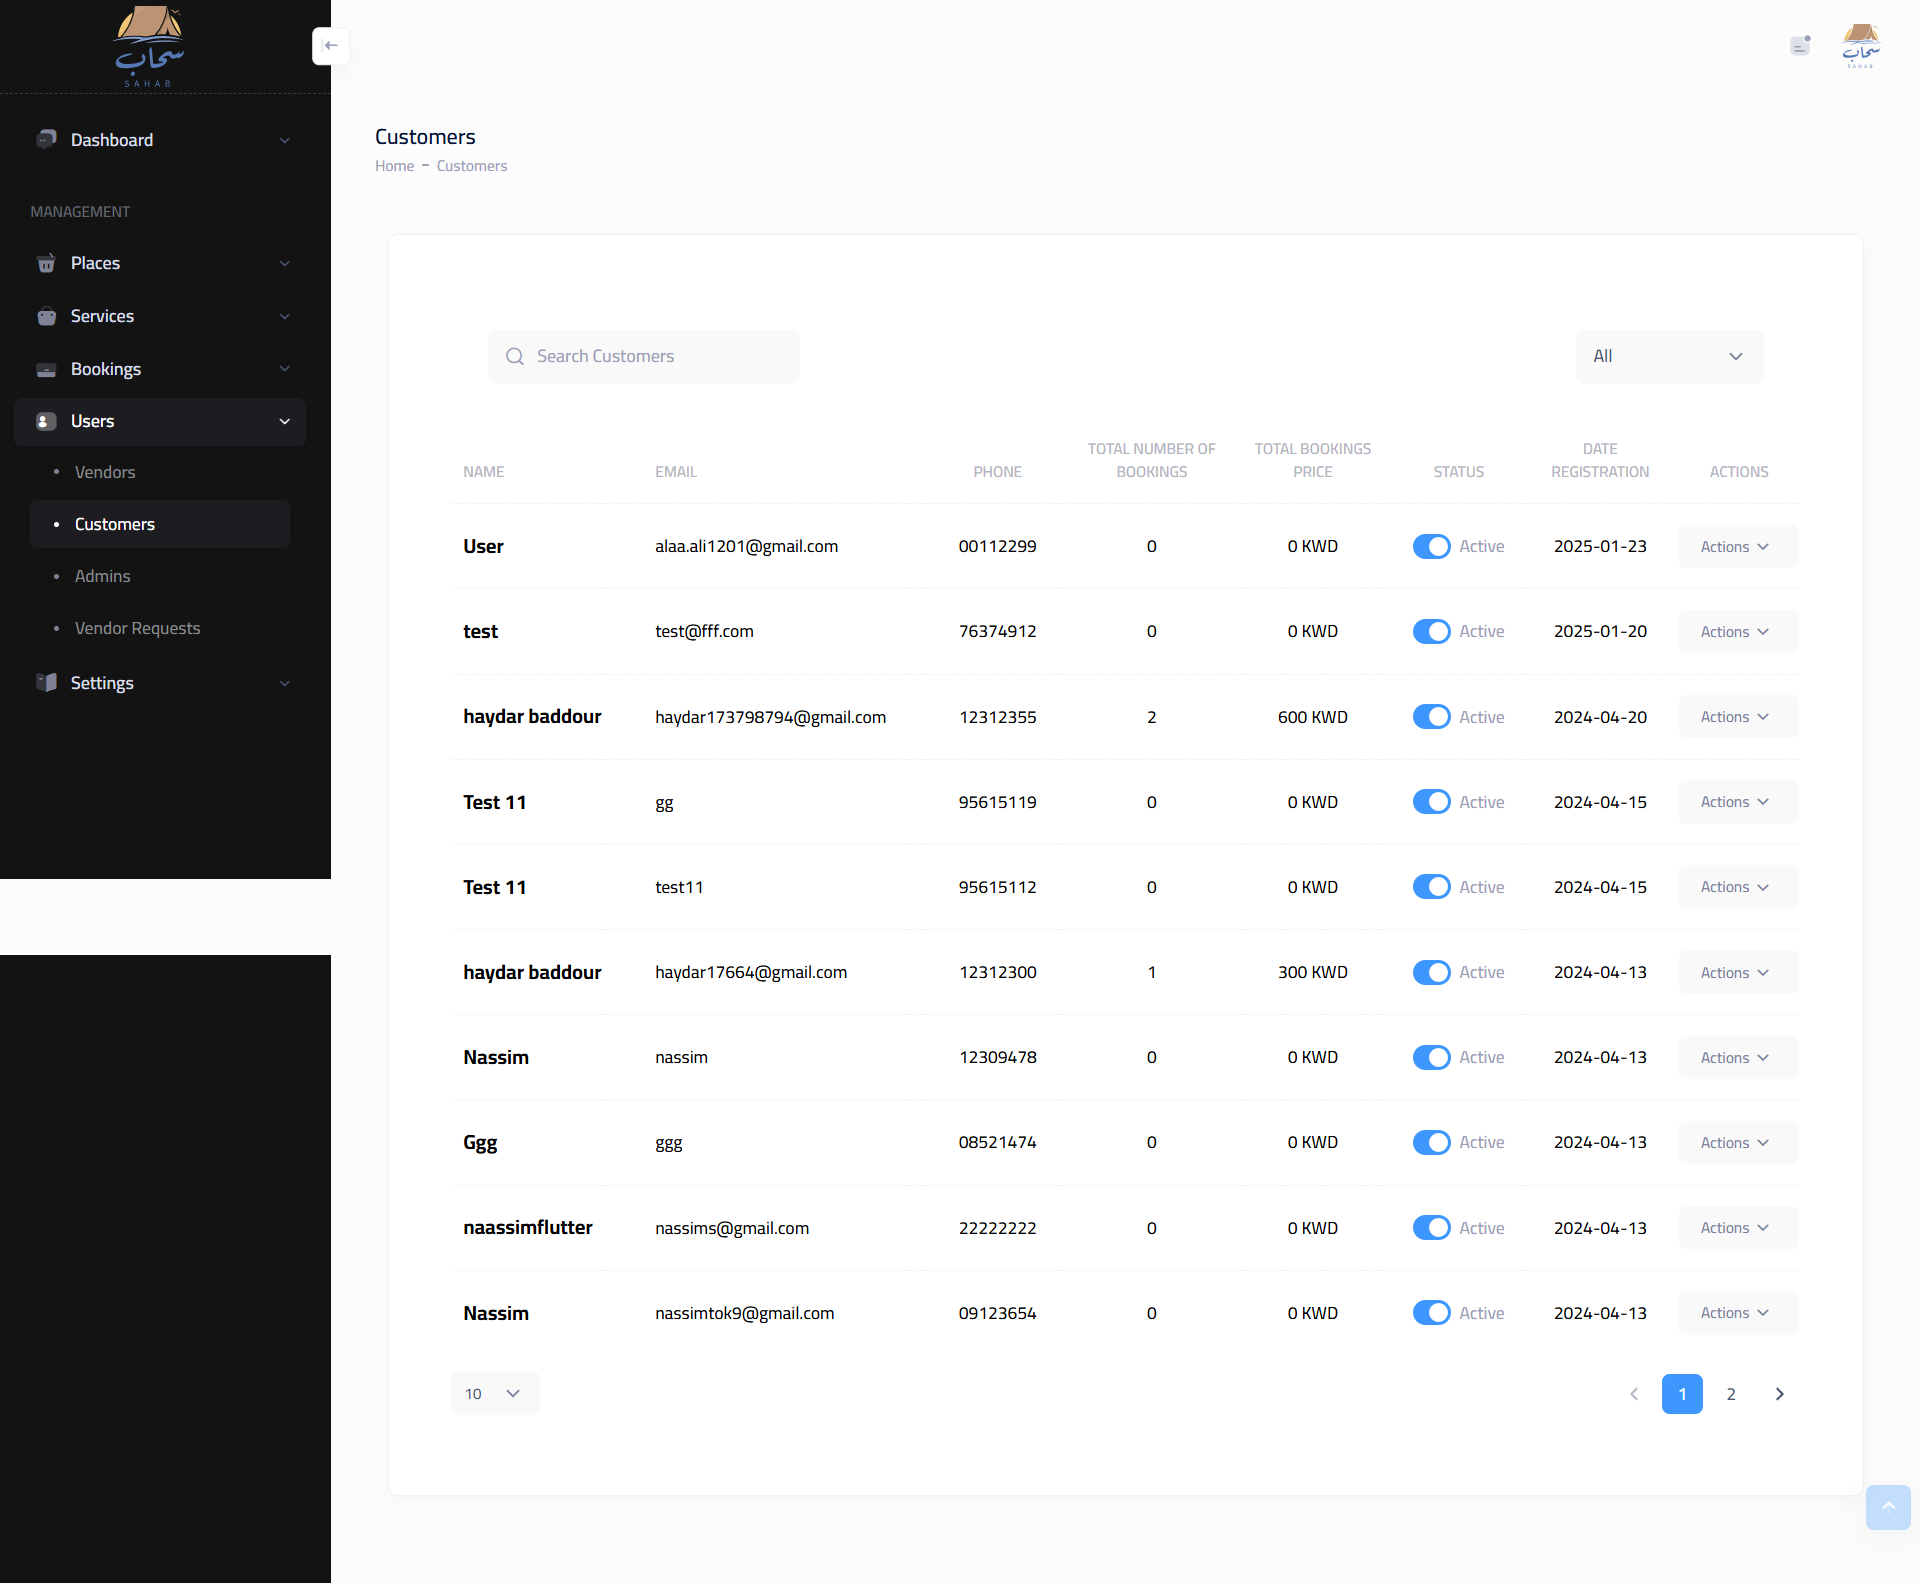 سحاب
SAHAB
Dashboard
MANAGEMENT
Places
Services
Bookings
Users
Vendors
Customers
Admins
Vendor Requests
Settings
سحاب
SAHAB
Customers
Home - Customers
Search Customers
All
NAME EMAIL PHONE TOTAL NUMBER OF BOOKINGS TOTAL BOOKINGS PRICE STATUS DATE REGISTRATION ACTIONS
User alaa.ali1201@gmail.com 00112299 0 0 KWD Active 2025-01-23 Actions
test test@fff.com 76374912 0 0 KWD Active 2025-01-20 Actions
haydar baddour haydar173798794@gmail.com 12312355 2 600 KWD Active 2024-04-20 Actions
Test 11 gg 95615119 0 0 KWD Active 2024-04-15 Actions
Test 11 test11 95615112 0 0 KWD Active 2024-04-15 Actions
haydar baddour haydar17664@gmail.com 12312300 1 300 KWD Active 2024-04-13 Actions
Nassim nassim 12309478 0 0 KWD Active 2024-04-13 Actions
Ggg ggg 08521474 0 0 KWD Active 2024-04-13 Actions
naassimflutter nassims@gmail.com 22222222 0 0 KWD Active 2024-04-13 Actions
Nassim nassimtok9@gmail.com 09123654 0 0 KWD Active 2024-04-13 Actions
10
1 2